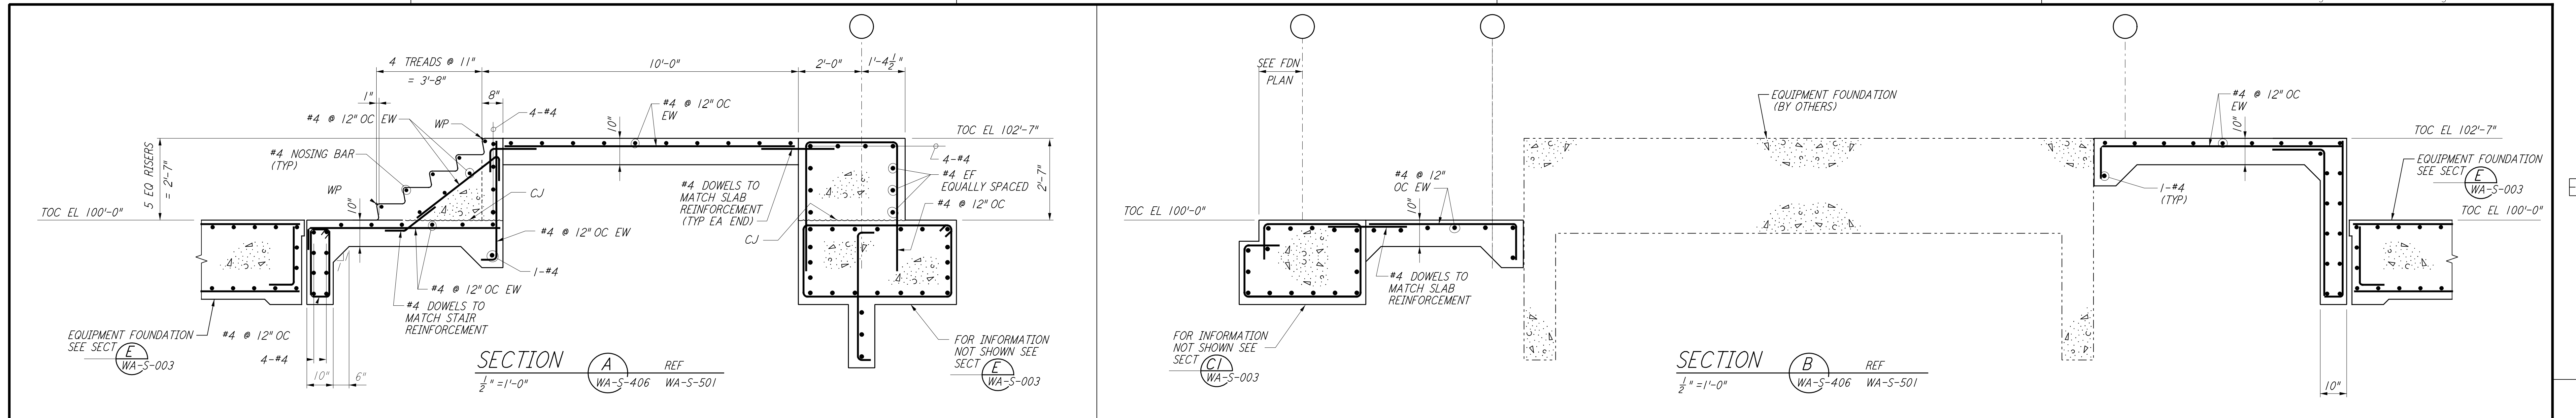 4 TREADS @ 11"
= 3'-8"
10'-0"
2'-0"
1'-4 1/2"
1"
8"
#4 @ 12" OC EW
WP
4-#4
10"
#4 @ 12" OC
EW
TOC EL 102'-7"
5 EQ RISERS
= 2'-7"
#4 NOSING BAR
(TYP)
WP
10"
CJ
#4 DOWELS TO
MATCH SLAB
REINFORCEMENT
(TYP EA END)
CJ
4-#4
#4 EF
EQUALLY SPACED
#4 @ 12" OC
2'-7"
TOC EL 100'-0"
#4 @ 12" OC EW
1-#4
#4 @ 12" OC EW
#4 DOWELS TO
MATCH STAIR
REINFORCEMENT
1
1
EQUIPMENT FOUNDATION
SEE SECT
E
WA-S-003
#4 @ 12" OC
4-#4
10"
6"
FOR INFORMATION
NOT SHOWN SEE
SECT
E
WA-S-003
SECTION
A
REF
1/2" =1'-0"
WA-S-406
WA-S-501
SEE FDN
PLAN
EQUIPMENT FOUNDATION
(BY OTHERS)
#4 @ 12" OC
EW
10"
TOC EL 102'-7"
EQUIPMENT FOUNDATION
SEE SECT
E
WA-S-003
1-#4
(TYP)
TOC EL 100'-0"
TOC EL 100'-0"
#4 @ 12"
OC EW
10"
#4 DOWELS TO
MATCH SLAB
REINFORCEMENT
FOR INFORMATION
NOT SHOWN SEE
SECT
C1
WA-S-003
SECTION
B
REF
1/2" =1'-0"
WA-S-406
WA-S-501
10"